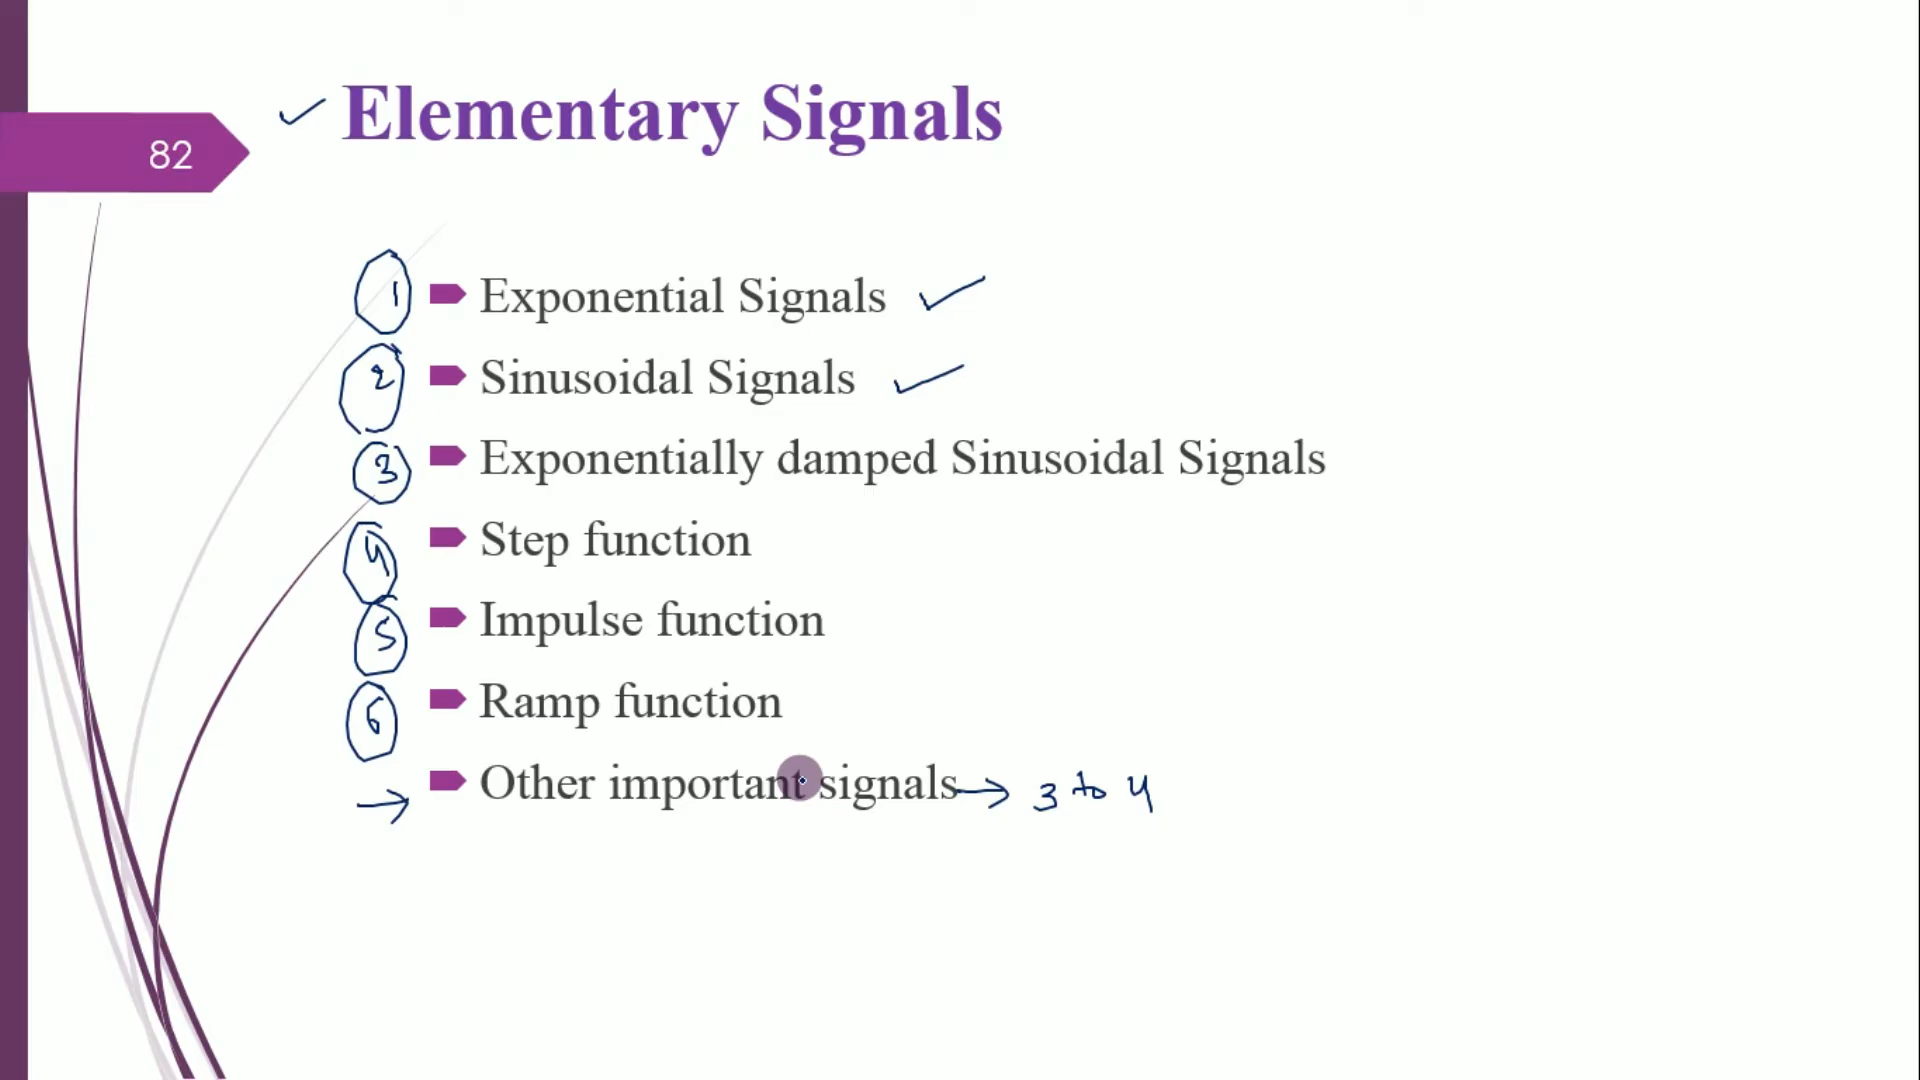 82
✓ Elementary Signals
1 Exponential Signals ✓
2 Sinusoidal Signals ✓
3 Exponentially damped Sinusoidal Signals
4 Step function
5 Impulse function
6 Ramp function
→ Other important signals → 3 to 4